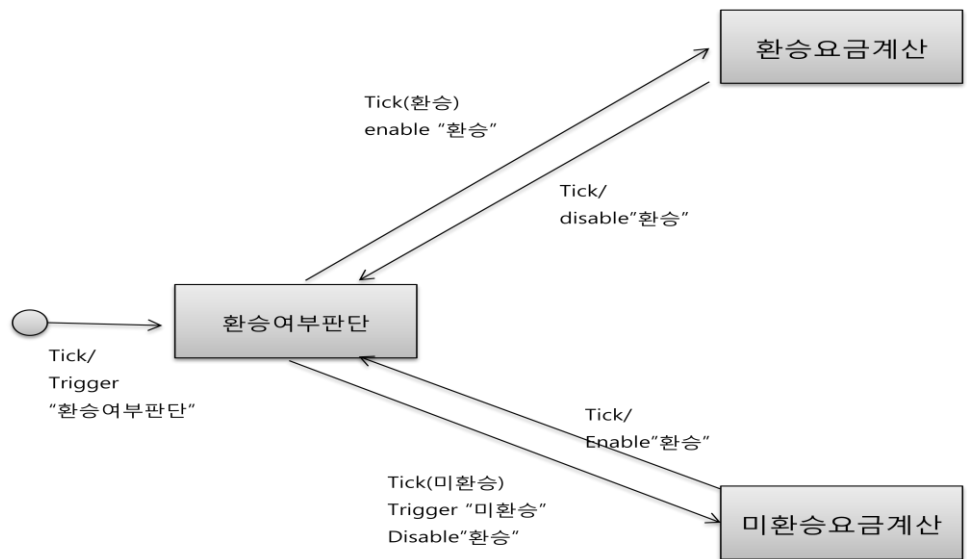 환승요금계산
Tick(환승)
enable “환승”
Tick/
disable”환승”
환승여부판단
Tick/
Trigger
“환승여부판단”
Tick/
Enable”환승”
Tick(미환승)
Trigger “미환승”
Disable”환승”
미환승요금계산